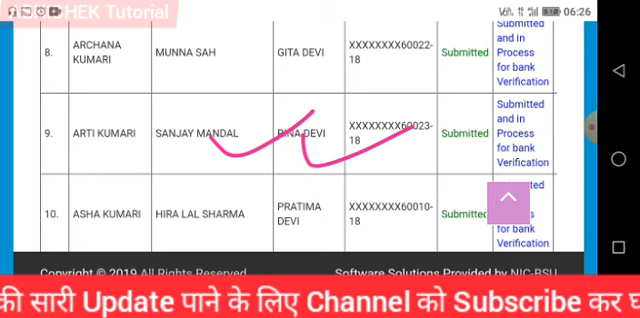 Tutorial
06:26
8. ARCHANA KUMARI MUNNA SAH GITA DEVI XXXXXXXX60022-18 Submitted Submitted and in Process for bank Verification
9. ARTI KUMARI SANJAY MANDAL RINA DEVI XXXXXXXX60023-18 Submitted Submitted and in Process for bank Verification
10. ASHA KUMARI HIRA LAL SHARMA PRATIMA DEVI XXXXXXXX60010-18 Submitted for bank Verification
Copyright © 2019 All Rights Reserved Software Solutions Provided by NIC-BSU
की सारी Update पाने के लिए Channel को Subscribe कर